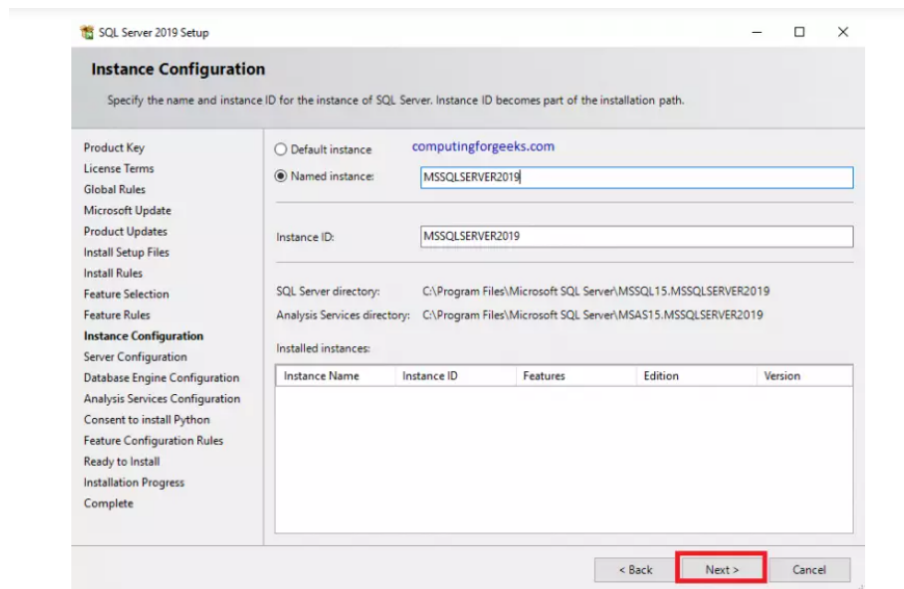 SQL Server 2019 Setup
Instance Configuration
Specify the name and instance ID for the instance of SQL Server. Instance ID becomes part of the installation path.
Product Key
License Terms
Global Rules
Microsoft Update
Product Updates
Install Setup Files
Install Rules
Feature Selection
Feature Rules
Instance Configuration
Server Configuration
Database Engine Configuration
Analysis Services Configuration
Consent to install Python
Feature Configuration Rules
Ready to Install
Installation Progress
Complete
Default instance computingforgeeks.com
Named instance: MSSQLSERVER2019
Instance ID: MSSQLSERVER2019
SQL Server directory: C:\Program Files\Microsoft SQL Server\MSSQL15.MSSQLSERVER2019
Analysis Services directory: C:\Program Files\Microsoft SQL Server\MSAS15.MSSQLSERVER2019
Installed instances:
Instance Name Instance ID Features Edition Version
< Back Next > Cancel